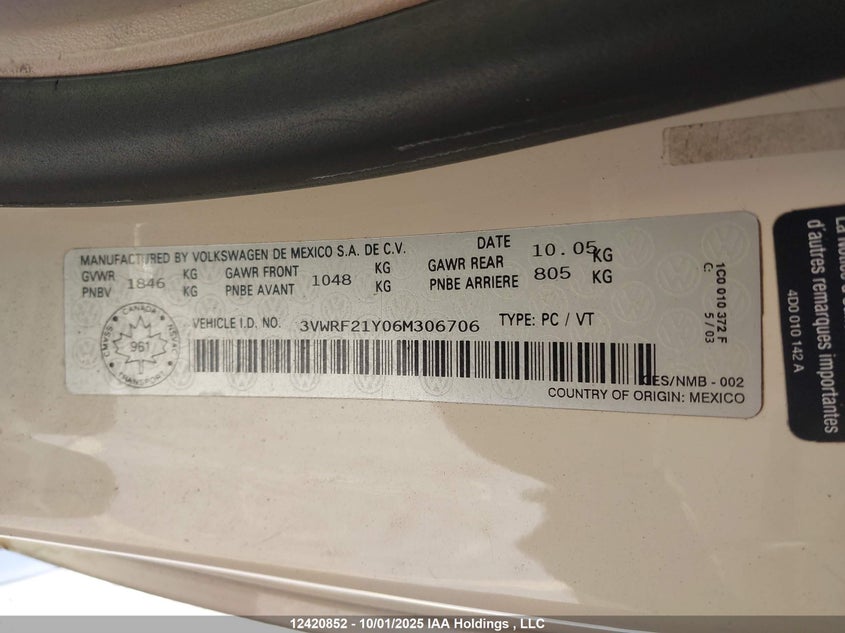 MANUFACTURED BY VOLKSWAGEN DE MEXICO S.A. DE C.V.
DATE 10.05
GVWR 1846 KG GAWR FRONT 1048 KG GAWR REAR 805 KG
PNBV KG PNBE AVANT KG PNBE ARRIERE KG
VEHICLE I.D. NO. 3VWRF21Y06M306706 TYPE: PC / VT
CANADA
CMVSS NSVAC
961
TRANSPORT
/NMB - 002
COUNTRY OF ORIGIN: MEXICO
1C0 010 372 F
5 / 03
d'autres remarques importantes
4D0 010 142 A
12420852 - 10/01/2025 IAA Holdings , LLC